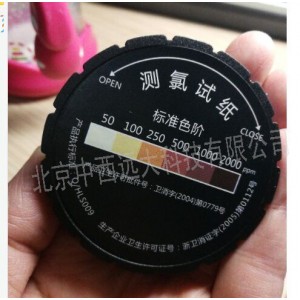 测氯试纸
OPEN
CLOSE
标准色阶
50 100 250 500 1000 2000 ppm
北京中西远大科技有限公司
卫消字(2004)第0779号
生产企业卫生许可证号：浙卫消证字(2005)第0112号